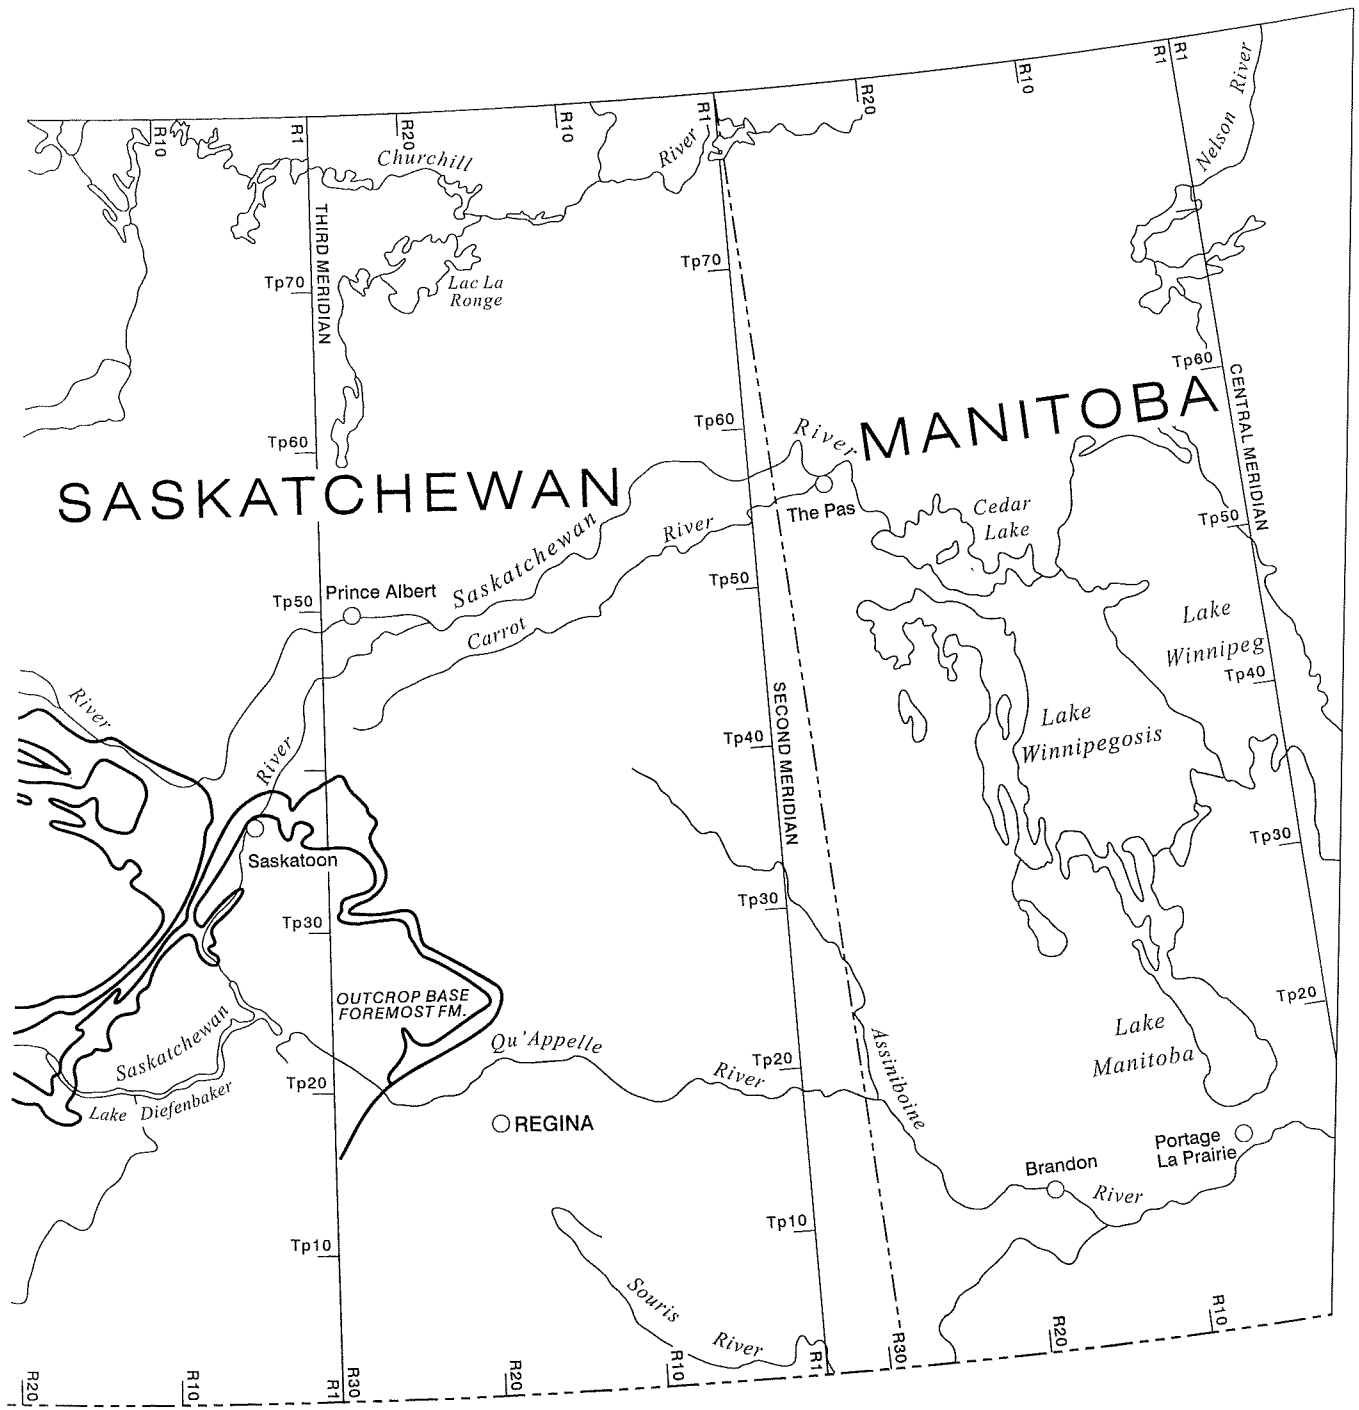 R1
R1
R10
R20
R1
R10
R20
R1
R10
Nelson River
Churchill
River
THIRD MERIDIAN
Tp70
Tp70
Lac La
Ronge
Tp60
CENTRAL MERIDIAN
MANITOBA
Tp60
River
Tp60
SASKATCHEWAN
Cedar
Lake
The Pas
Tp50
River
Saskatchewan
Tp50
Prince Albert
Tp50
Carrot
Lake
Winnipeg
Tp40
River
SECOND MERIDIAN
Lake
Winnipegosis
Tp40
River
Tp30
Saskatoon
Tp30
Tp30
OUTCROP BASE
FOREMOST FM.
Tp20
Saskatchewan
Qu'Appelle
River
Assiniboine
Lake
Manitoba
Tp20
Tp20
Lake Diefenbaker
REGINA
Portage
La Prairie
Brandon
River
Tp10
Tp10
Souris
River
R20
R10
R1
R30
R20
R10
R1
R30
R20
R10